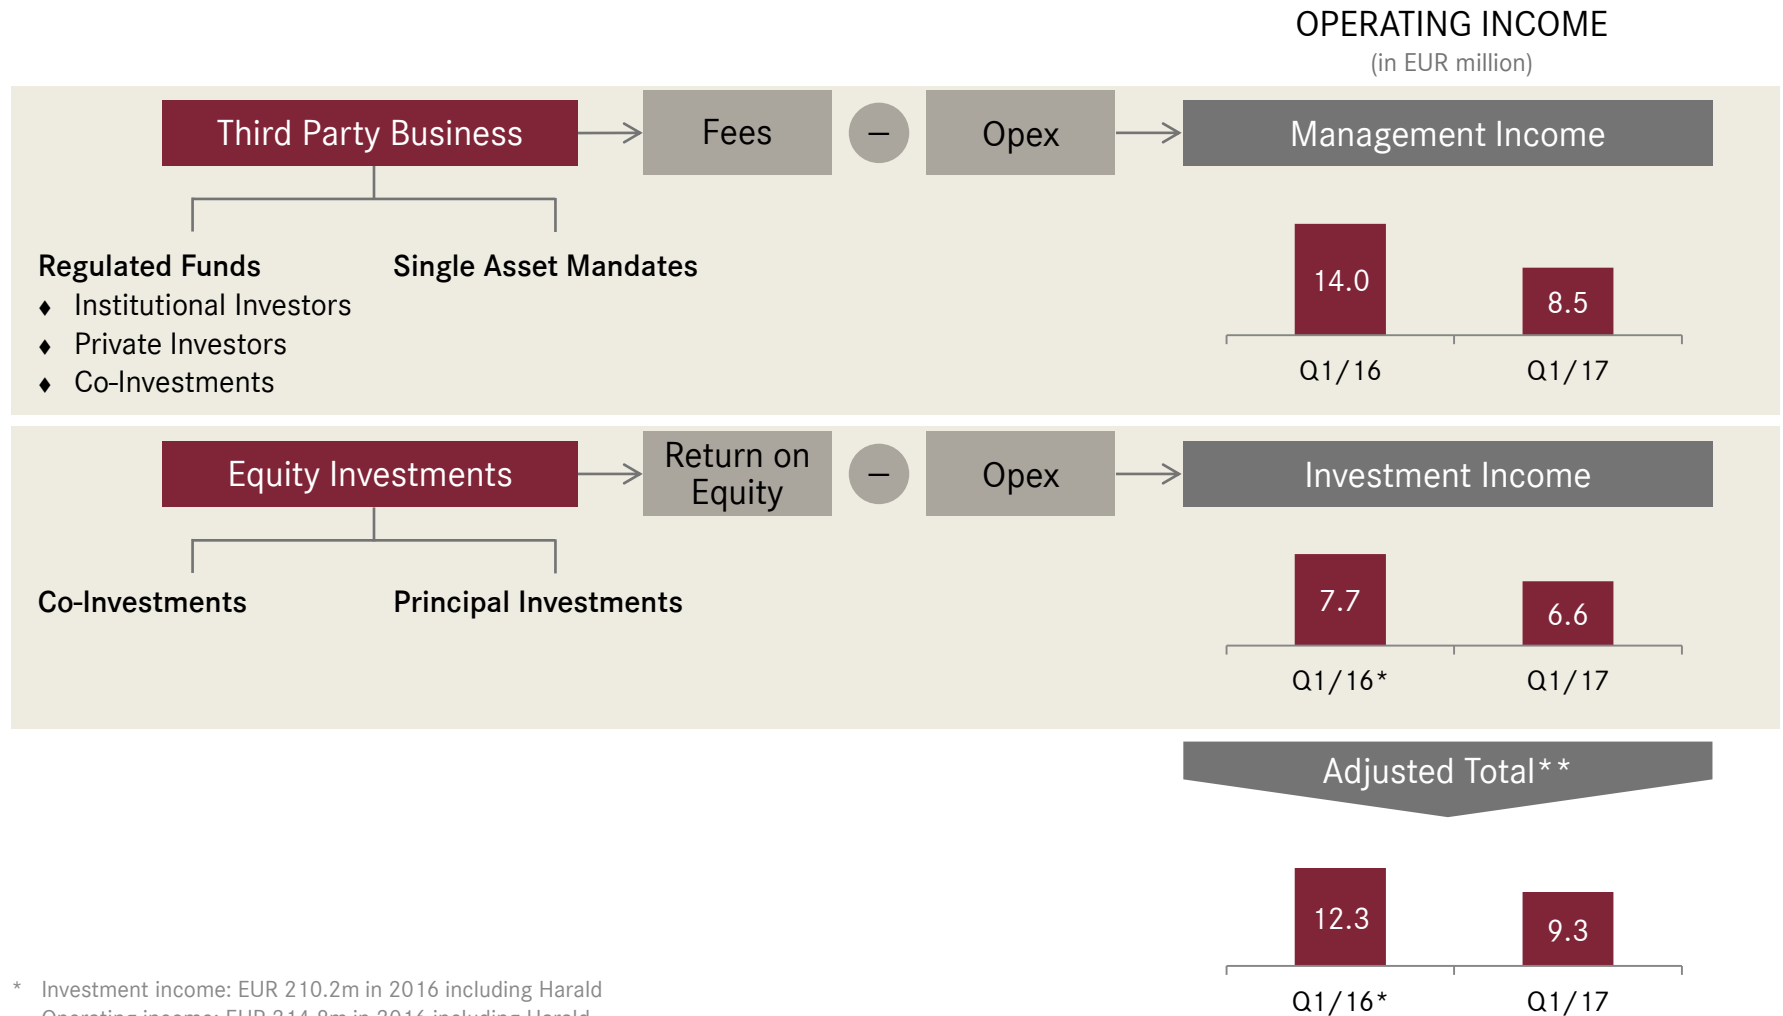 OPERATING INCOME
(in EUR million)
Third Party Business
Fees
–
Opex
Management Income
Regulated Funds
♦ Institutional Investors
♦ Private Investors
♦ Co-Investments
Single Asset Mandates
14.0
8.5
Q1/16
Q1/17
Equity Investments
Return on
Equity
–
Opex
Investment Income
Co-Investments
Principal Investments
7.7
6.6
Q1/16*
Q1/17
Adjusted Total**
12.3
9.3
Q1/16*
Q1/17
* Investment income: EUR 210.2m in 2016 including Harald